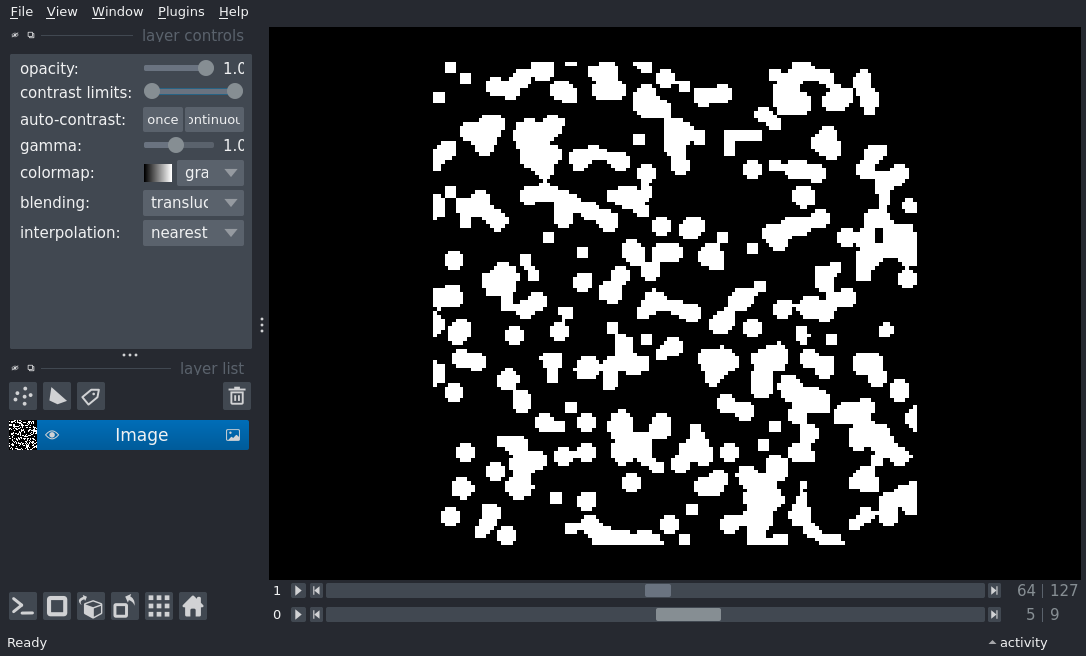 File View Window Plugins Help
layer controls
opacity: 1.0
contrast limits:
auto-contrast: once ontinuou
gamma: 1.0
colormap: gra
blending: transluc
interpolation: nearest
layer list
Image
1 64 127
0 5 9
Ready activity